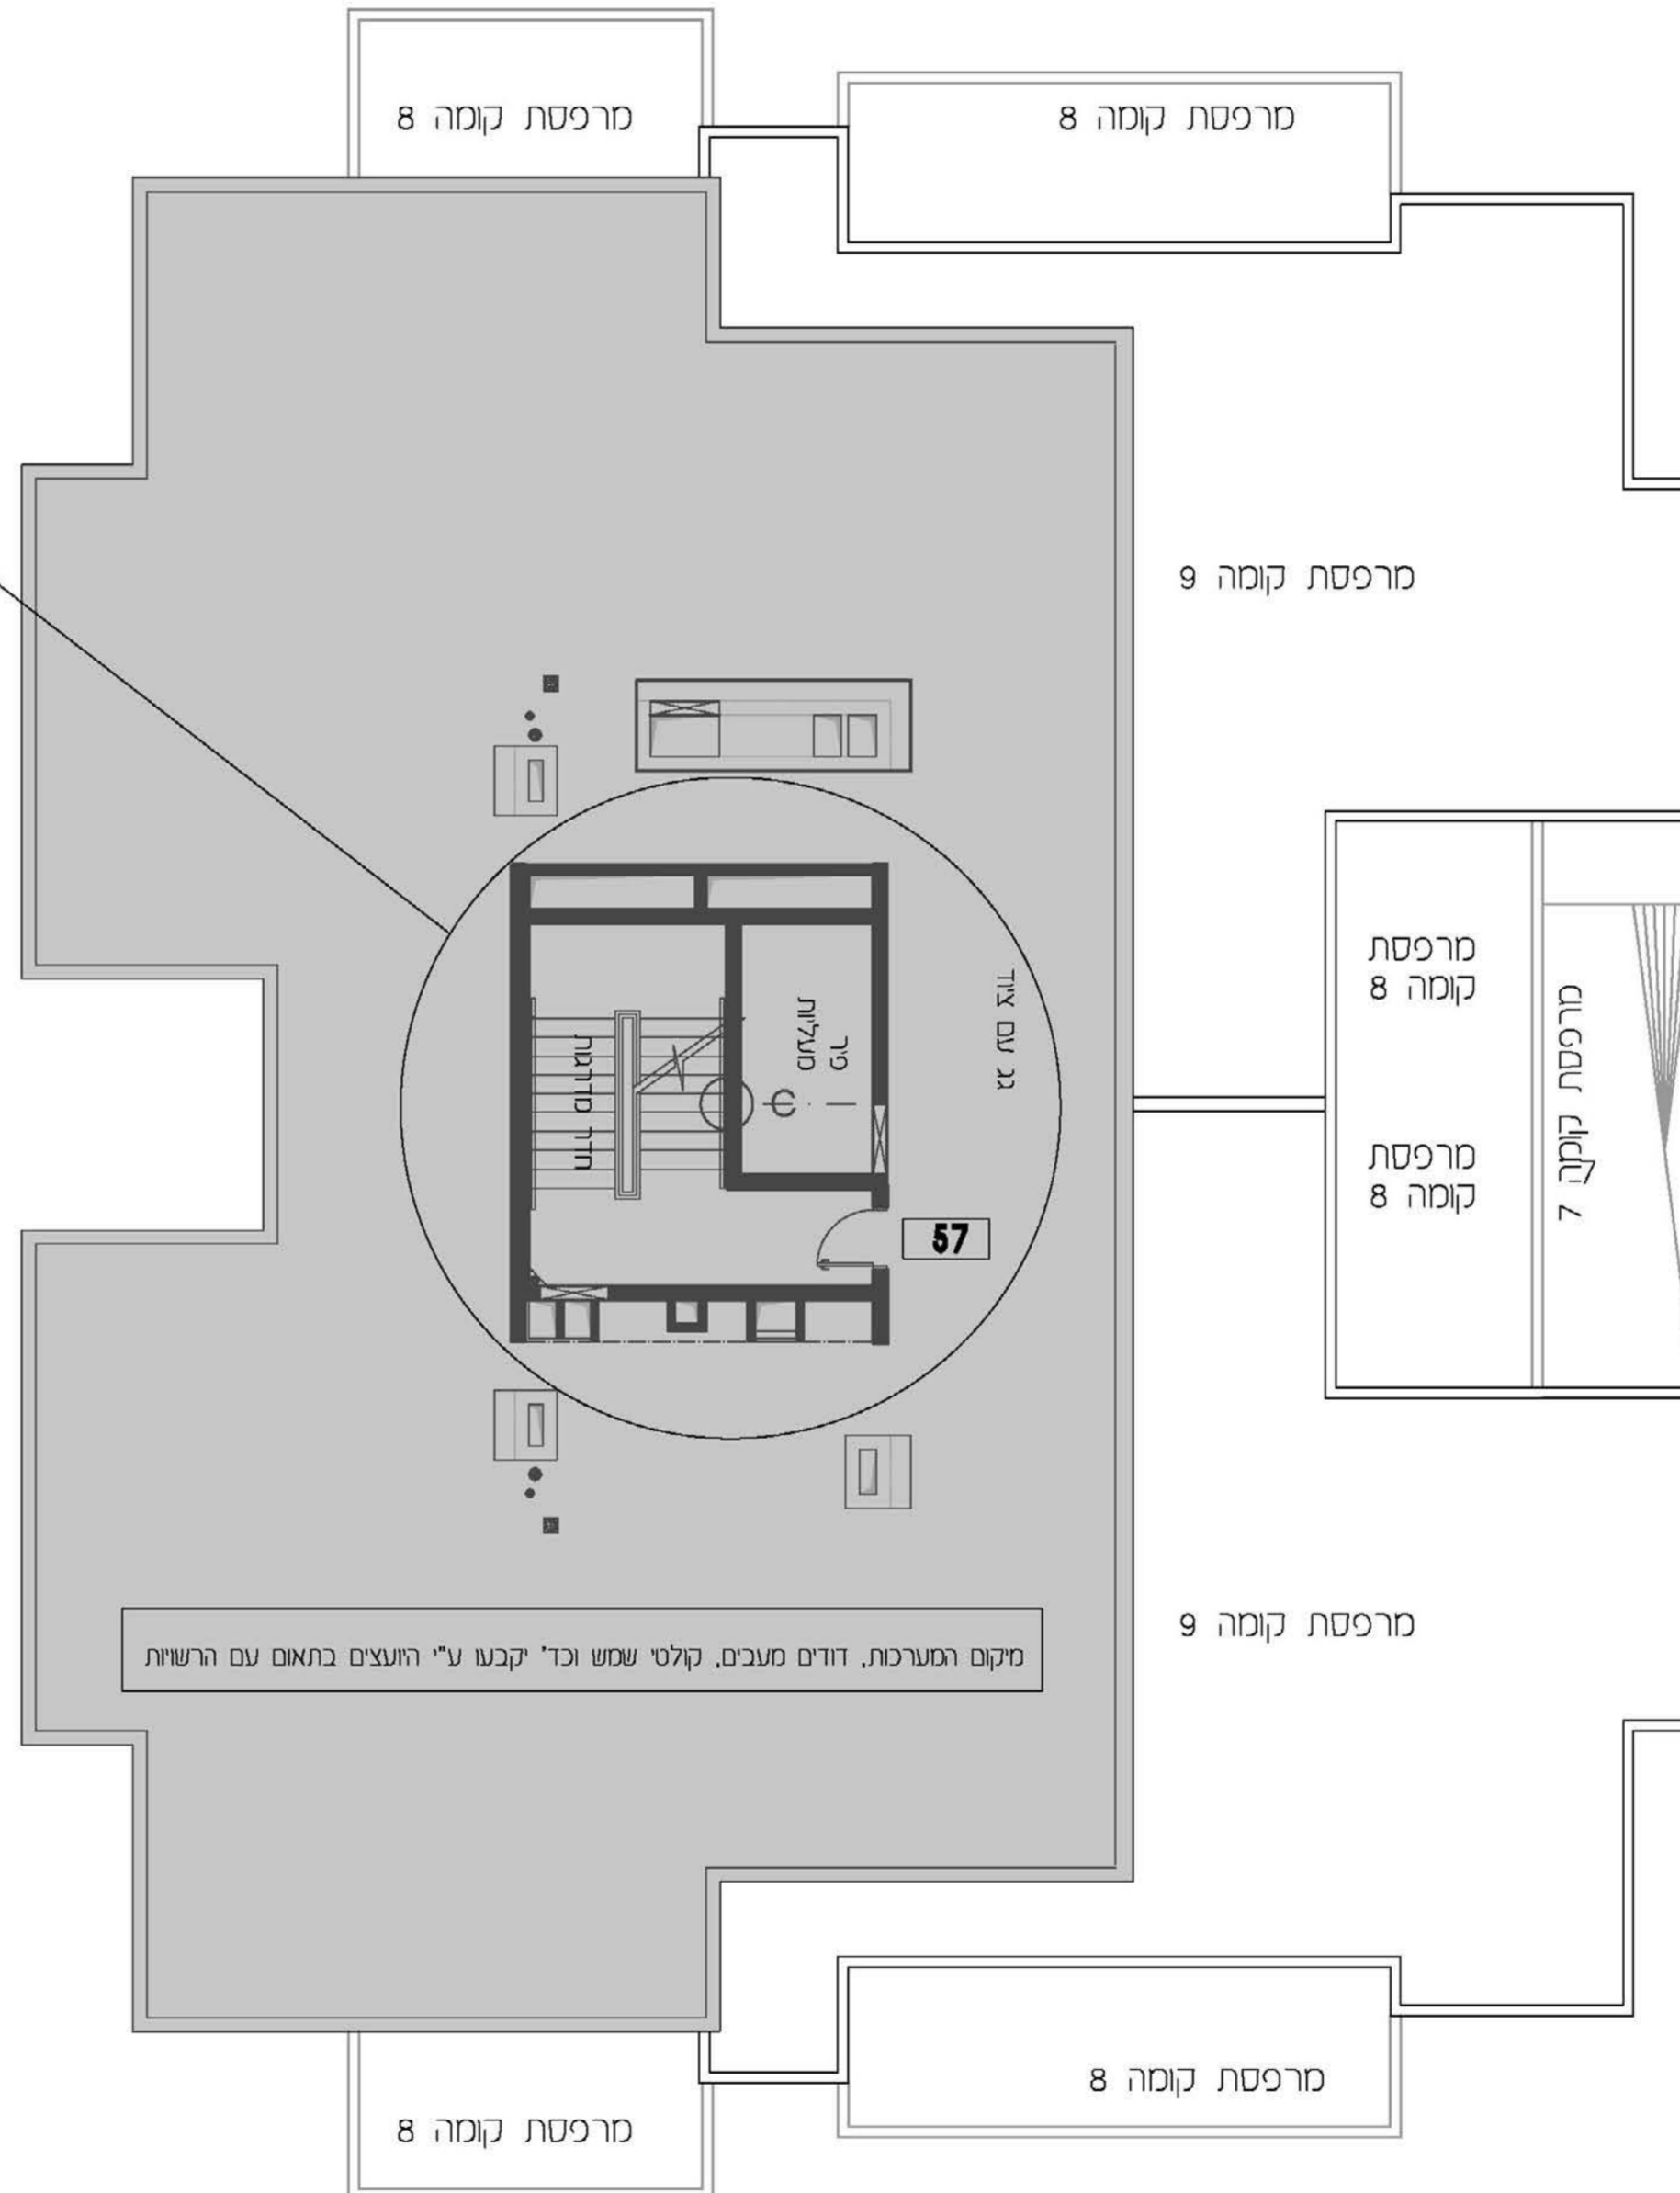 מרפסת קומה 8
מרפסת קומה 8
מרפסת קומה 9
מרפסת
קומה 8
מרפסת קומה 7
גג עם ציוד
פיר
מעליות
חדר מדרגות
מרפסת
קומה 8
57
מרפסת קומה 9
מיקום המערכות, דודים מעבים, קולטי שמש וכד' יקבעו ע"י היועצים בתאום עם הרשויות
מרפסת קומה 8
מרפסת קומה 8